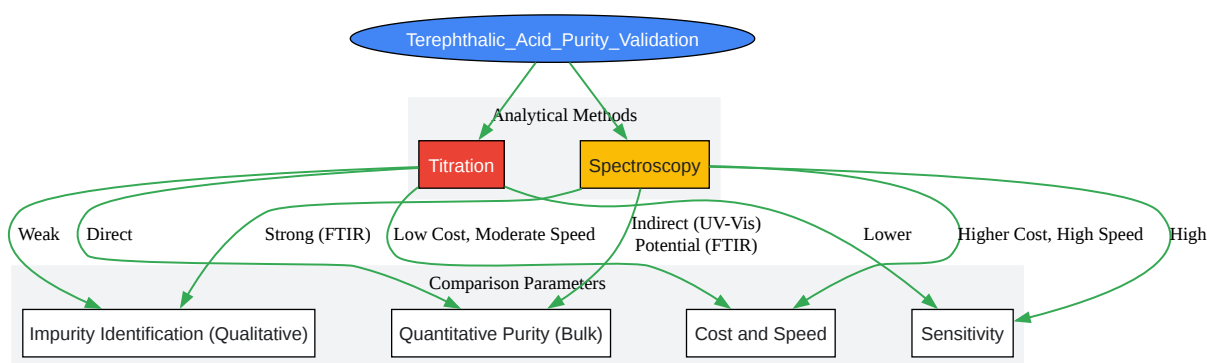 Terephthalic_Acid_Purity_Validation
Analytical Methods
Titration
Spectroscopy
Weak
Direct
Strong (FTIR)
Low Cost, Moderate Speed
Indirect (UV-Vis)
Potential (FTIR)
Lower
Higher Cost, High Speed
High
Comparison Parameters
Impurity Identification (Qualitative)
Quantitative Purity (Bulk)
Cost and Speed
Sensitivity